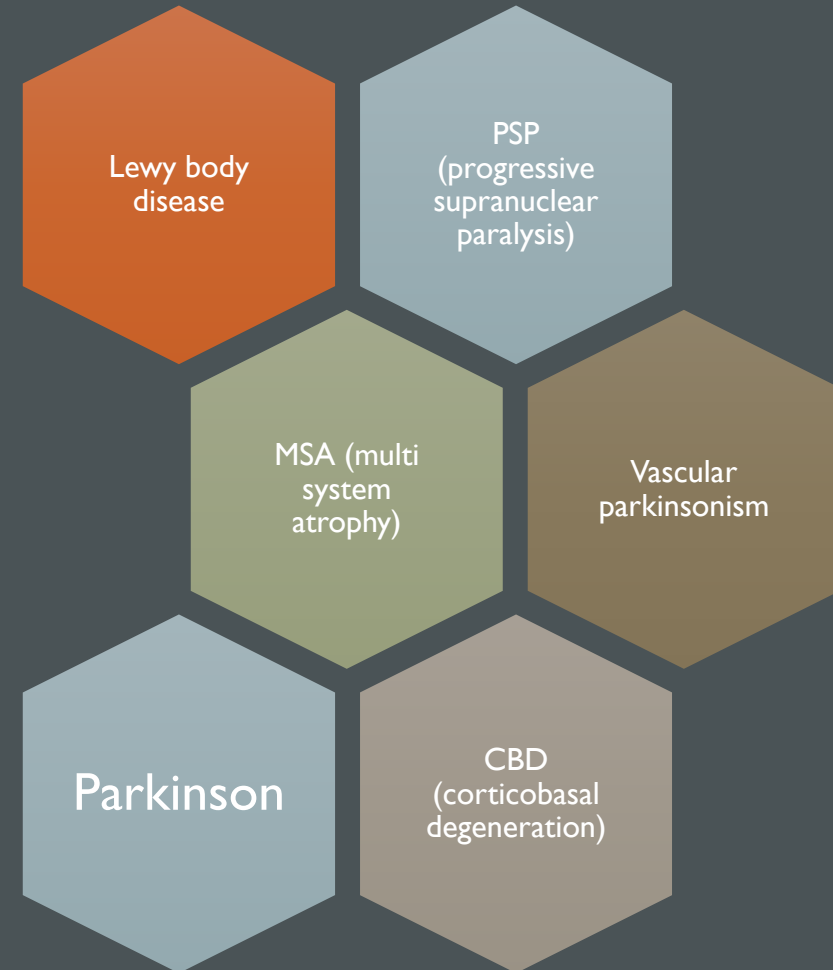 Lewy body
disease
PSP
(progressive
supranuclear
paralysis)
MSA (multi
system
atrophy)
Vascular
parkinsonism
Parkinson
CBD
(corticobasal
degeneration)